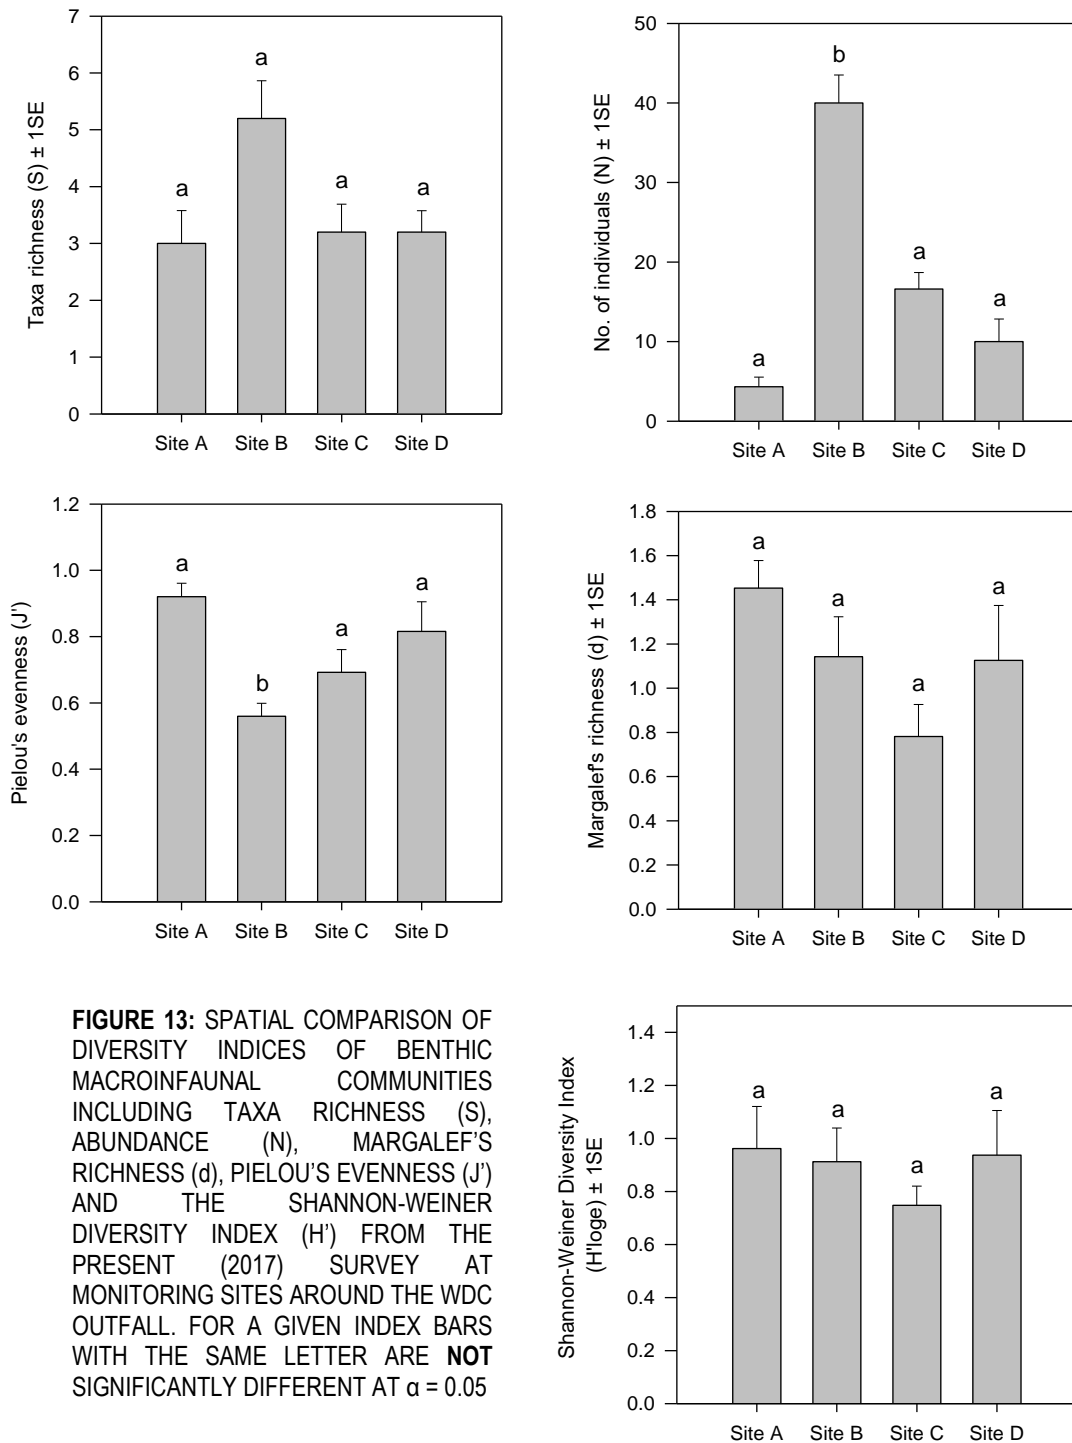 Taxa richness (S) ± 1SE
7
6
5
4
3
2
1
0
a
a
a
a
Site A Site B Site C Site D
No. of individuals (N) ± 1SE
50
40
30
20
10
0
a
b
a
a
Site A Site B Site C Site D
Pielou's evenness (J')
1.2
1.0
0.8
0.6
0.4
0.2
0.0
a
b
a
a
Site A Site B Site C Site D
Margalef's richness (d) ± 1SE
1.8
1.6
1.4
1.2
1.0
0.8
0.6
0.4
0.2
0.0
a
a
a
a
Site A Site B Site C Site D
FIGURE 13: SPATIAL COMPARISON OF
DIVERSITY INDICES OF BENTHIC
MACROINFAUNAL COMMUNITIES
INCLUDING TAXA RICHNESS (S),
ABUNDANCE (N), MARGALEF'S
RICHNESS (d), PIELOU'S EVENNESS (J')
AND THE SHANNON-WEINER
DIVERSITY INDEX (H') FROM THE
PRESENT (2017) SURVEY AT
MONITORING SITES AROUND THE WDC
OUTFALL. FOR A GIVEN INDEX BARS
WITH THE SAME LETTER ARE NOT
SIGNIFICANTLY DIFFERENT AT α = 0.05
Shannon-Weiner Diversity Index
(H'loge) ± 1SE
1.4
1.2
1.0
0.8
0.6
0.4
0.2
0.0
a
a
a
a
Site A Site B Site C Site D